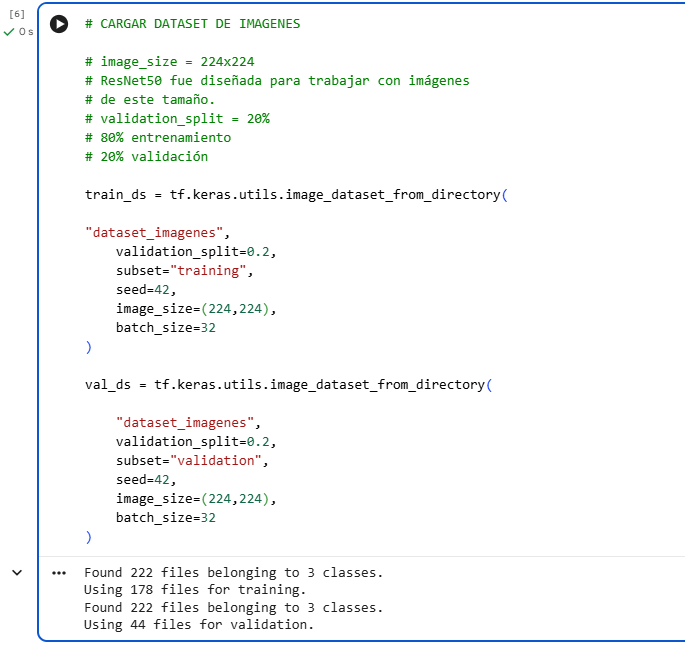 [6]
0 s
# CARGAR DATASET DE IMAGENES
# image_size = 224x224
# ResNet50 fue diseñada para trabajar con imágenes
# de este tamaño.
# validation_split = 20%
# 80% entrenamiento
# 20% validación
train_ds = tf.keras.utils.image_dataset_from_directory(
"dataset_imagenes",
    validation_split=0.2,
    subset="training",
    seed=42,
    image_size=(224,224),
    batch_size=32
)
val_ds = tf.keras.utils.image_dataset_from_directory(
    "dataset_imagenes",
    validation_split=0.2,
    subset="validation",
    seed=42,
    image_size=(224,224),
    batch_size=32
)
Found 222 files belonging to 3 classes.
Using 178 files for training.
Found 222 files belonging to 3 classes.
Using 44 files for validation.